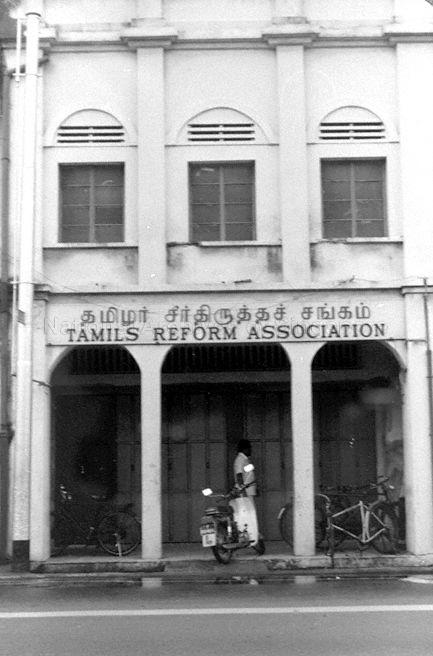 தமிழர் சீர்திருத்தச் சங்கம்
TAMILS REFORM ASSOCIATION